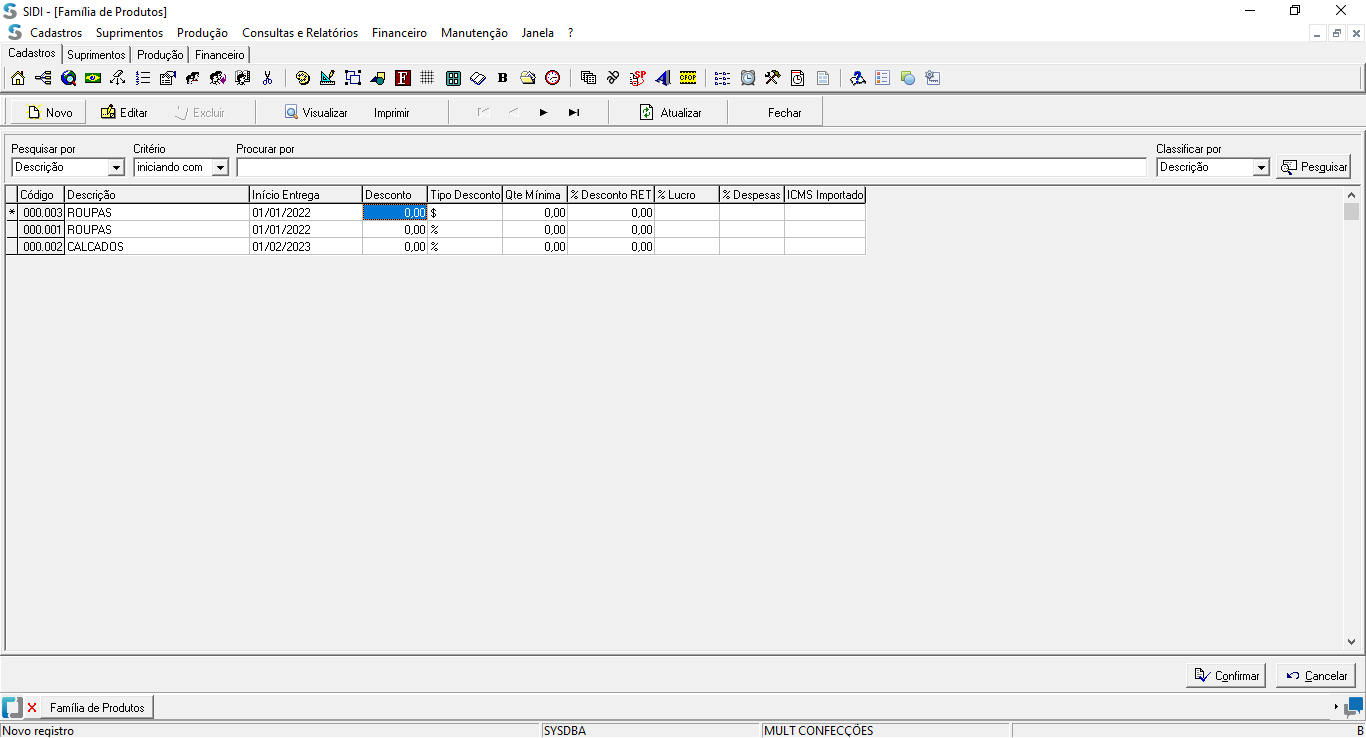 SIDI - [Família de Produtos]
Cadastros Suprimentos Produção Consultas e Relatórios Financeiro Manutenção Janela ?
Cadastros Suprimentos Produção Financeiro
F B SP CFOP
Novo Editar Excluir Visualizar Imprimir Atualizar Fechar
Pesquisar por Critério Procurar por Classificar por
Descrição iniciando com Descrição Pesquisar
Código Descrição Início Entrega Desconto Tipo Desconto Qte Mínima % Desconto RET % Lucro % Despesas ICMS Importado
* 000.003 ROUPAS 01/01/2022 0,00 $ 0,00 0,00
000.001 ROUPAS 01/01/2022 0,00 % 0,00 0,00
000.002 CALCADOS 01/02/2023 0,00 % 0,00 0,00
Confirmar Cancelar
Família de Produtos
Novo registro SYSDBA MULT CONFECÇÕES B